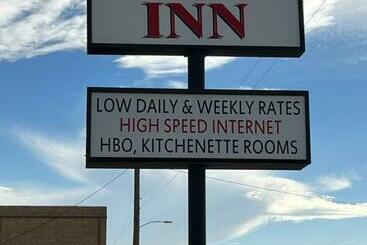 INN
LOW DAILY & WEEKLY RATES
HIGH SPEED INTERNET
HBO, KITCHENETTE ROOMS